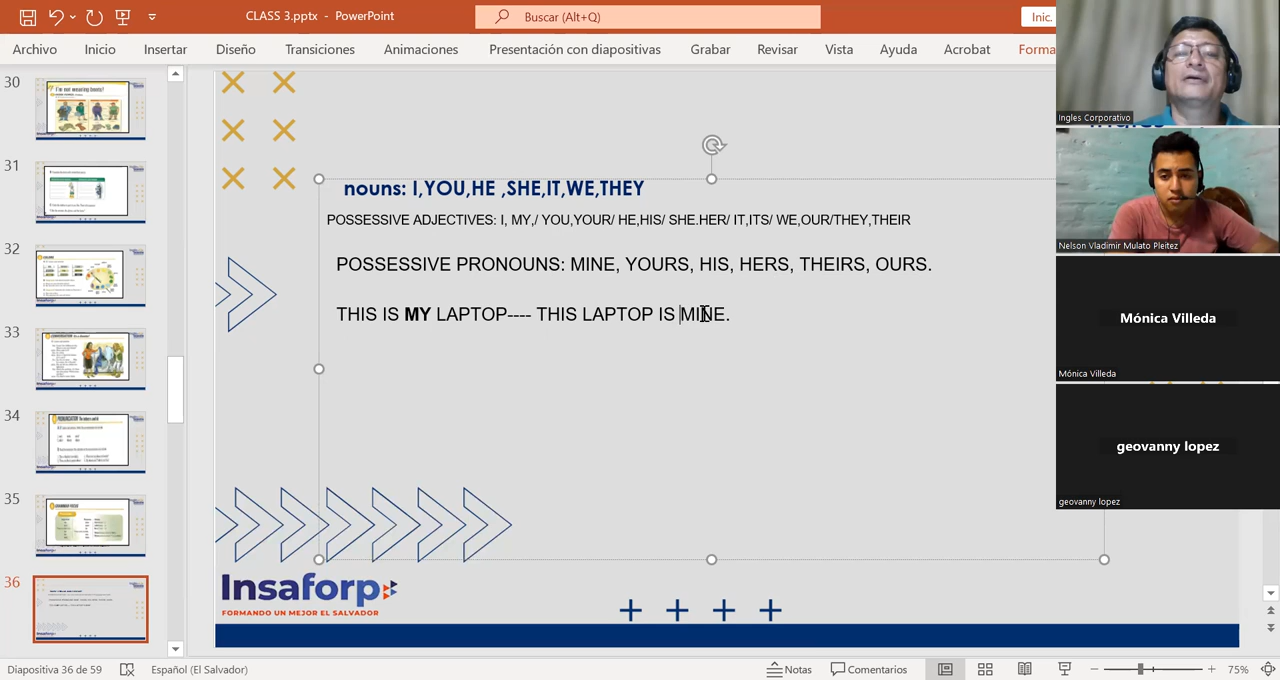 CLASS 3.pptx - PowerPoint
Buscar (Alt+Q)
Inic.
Archivo Inicio Insertar Diseño Transiciones Animaciones Presentación con diapositivas Grabar Revisar Vista Ayuda Acrobat Forma
30
31
32
33
34
35
36
nouns: I,YOU,HE ,SHE,IT,WE,THEY
POSSESSIVE ADJECTIVES: I, MY,/ YOU,YOUR/ HE,HIS/ SHE.HER/ IT,ITS/ WE,OUR/THEY,THEIR
POSSESSIVE PRONOUNS: MINE, YOURS, HIS, HERS, THEIRS, OURS.
THIS IS MY LAPTOP---- THIS LAPTOP IS MINE.
Insaforp
FORMANDO UN MEJOR EL SALVADOR
Ingles Corporativo
Nelson Vladimir Mulato Pleitez
Mónica Villeda
Mónica Villeda
geovanny lopez
geovanny lopez
Diapositiva 36 de 59 Español (El Salvador) Notas Comentarios 75%